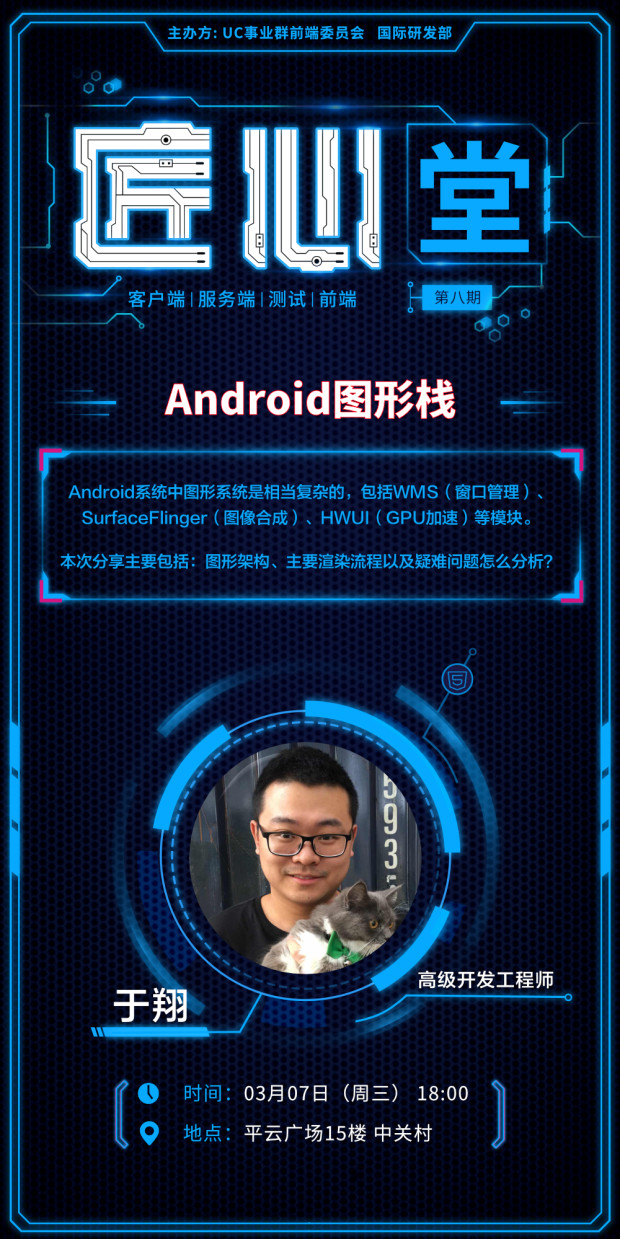 主办方: UC事业群前端委员会 国际研发部
匠心堂
客户端|服务端|测试|前端
第八期
Android图形栈
Android系统中图形系统是相当复杂的，包括WMS（窗口管理）、
SurfaceFlinger（图像合成）、HWUI（GPU加速）等模块。
本次分享主要包括：图形架构、主要渲染流程以及疑难问题怎么分析?
5
593
高级开发工程师
于翔
时间：03月07日（周三） 18:00
地点：平云广场15楼 中关村